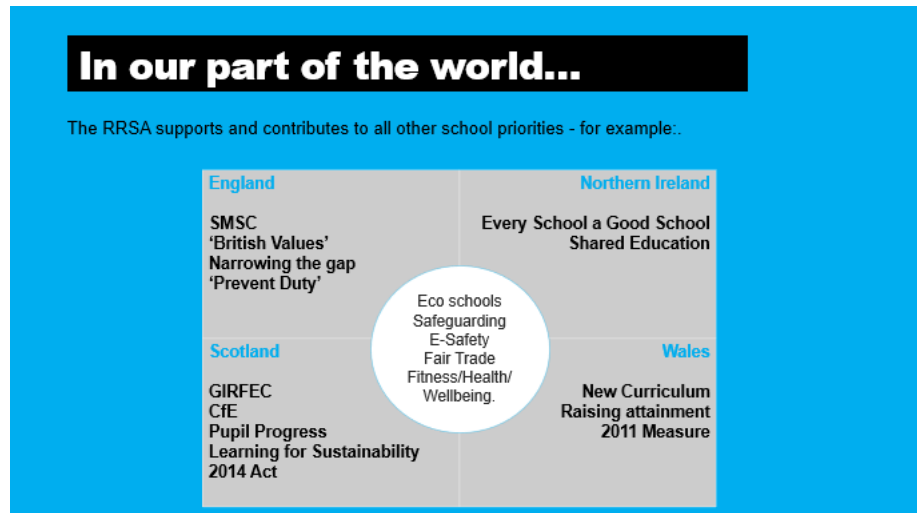 In our part of the world...
The RRSA supports and contributes to all other school priorities - for example:.
England
SMSC
‘British Values’
Narrowing the gap
‘Prevent Duty’
Northern Ireland
Every School a Good School
Shared Education
Eco schools
Safeguarding
E-Safety
Fair Trade
Fitness/Health/
Wellbeing.
Scotland
GIRFEC
CfE
Pupil Progress
Learning for Sustainability
2014 Act
Wales
New Curriculum
Raising attainment
2011 Measure